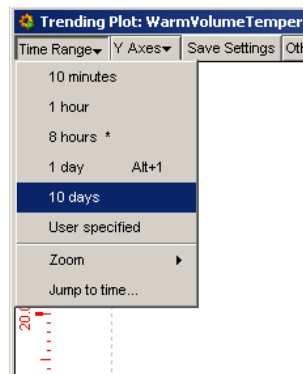 Trending Plot: WarmVolumeTemper
Time Range Y Axes Save Settings Oth
10 minutes
1 hour
8 hours *
1 day Alt+1
10 days
User specified
Zoom
Jump to time...
20.0